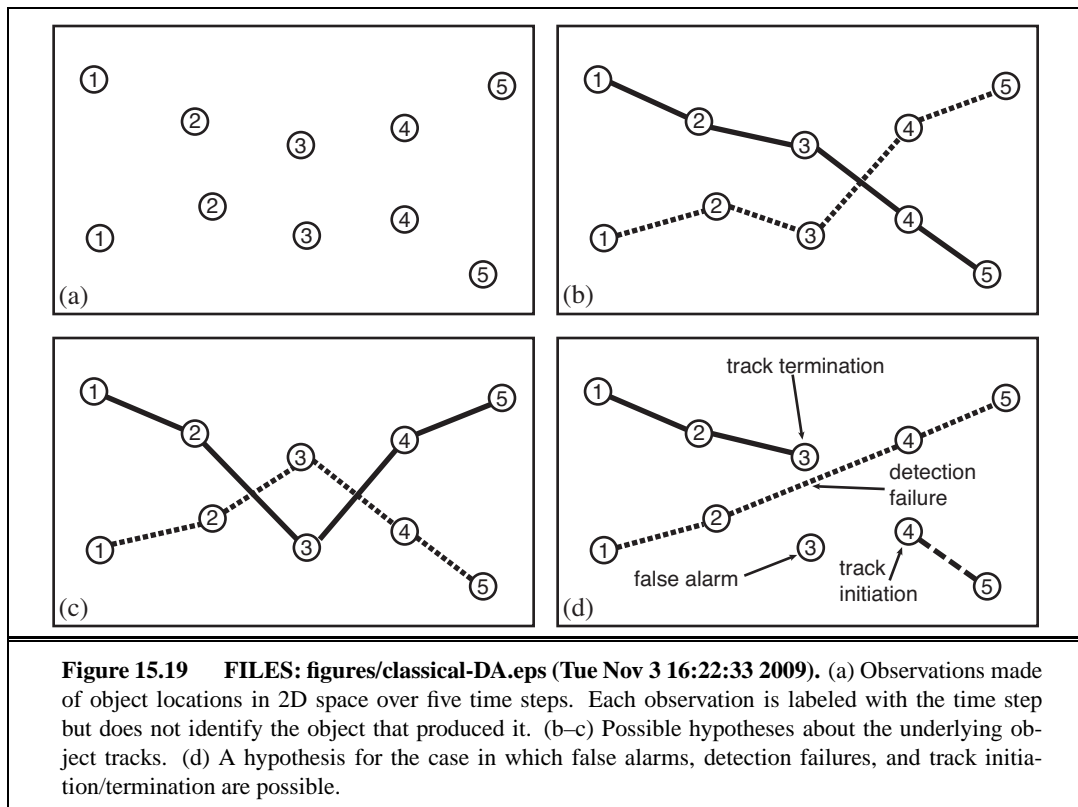 1
5
2
4
3
2
4
1
3
5
(a)
1
5
2
4
3
2
4
1
3
5
(b)
1
5
2
4
3
2
4
1
3
5
(c)
track termination
1
5
2
4
3
detection
failure
2
4
1
3
false alarm
track
initiation
5
(d)
Figure 15.19 FILES: figures/classical-DA.eps (Tue Nov 3 16:22:33 2009). (a) Observations made
of object locations in 2D space over five time steps. Each observation is labeled with the time step
but does not identify the object that produced it. (b–c) Possible hypotheses about the underlying ob-
ject tracks. (d) A hypothesis for the case in which false alarms, detection failures, and track initia-
tion/termination are possible.